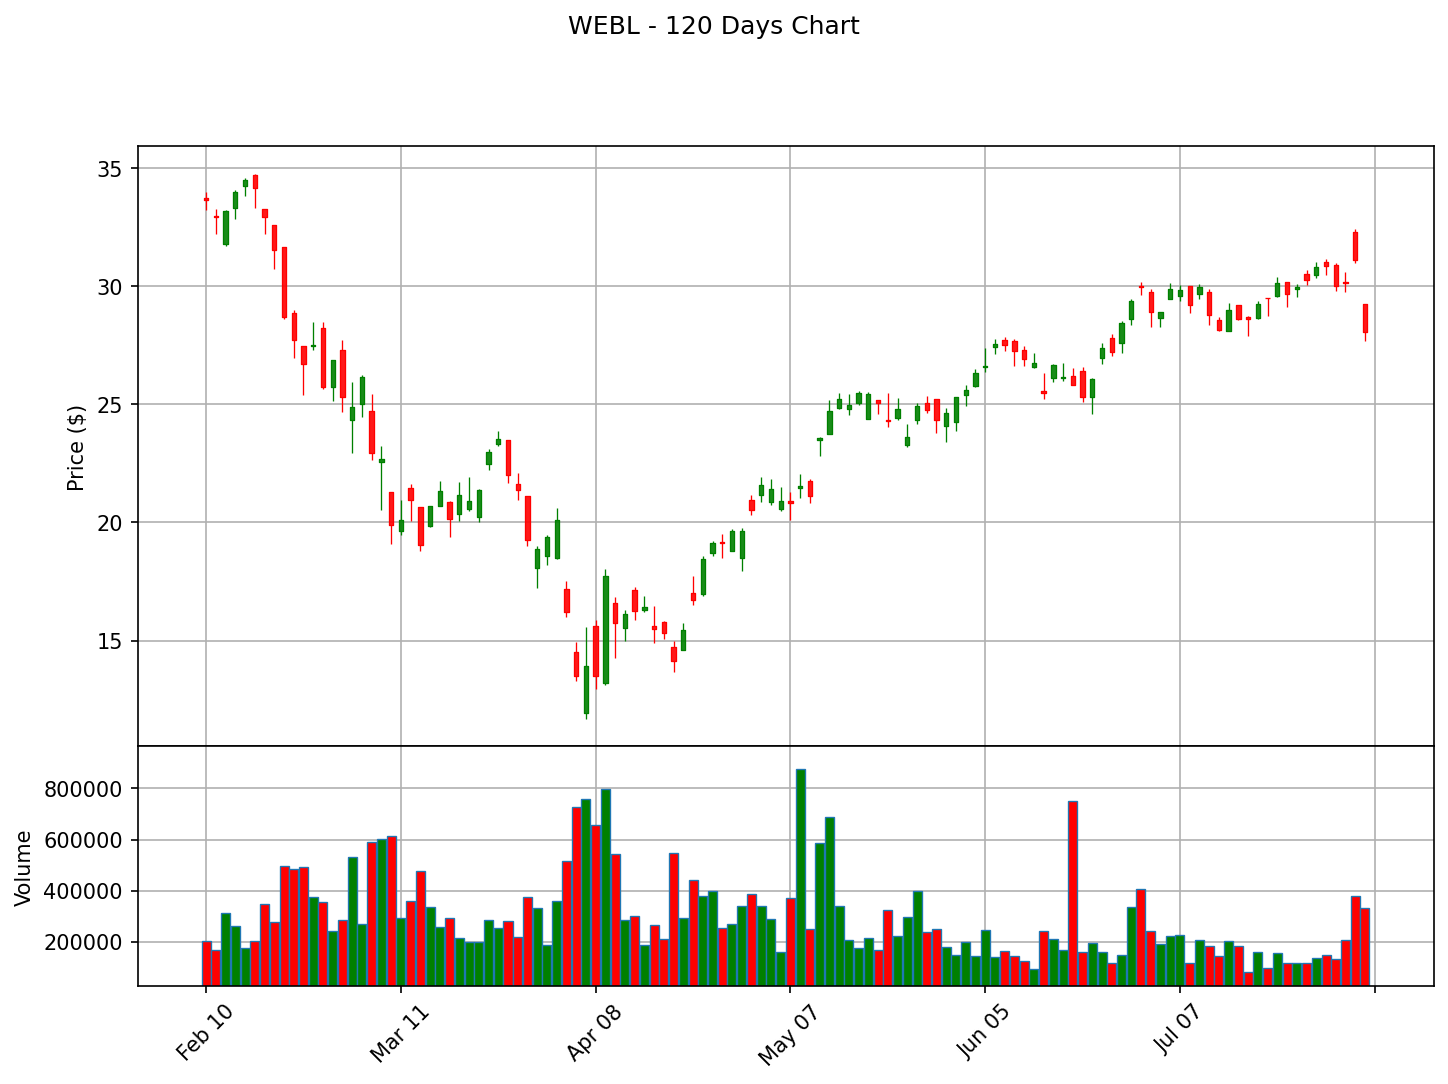 WEBL - 120 Days Chart
Price ($)
35
30
25
20
15
Volume
800000
600000
400000
200000
Feb 10
Mar 11
Apr 08
May 07
Jun 05
Jul 07